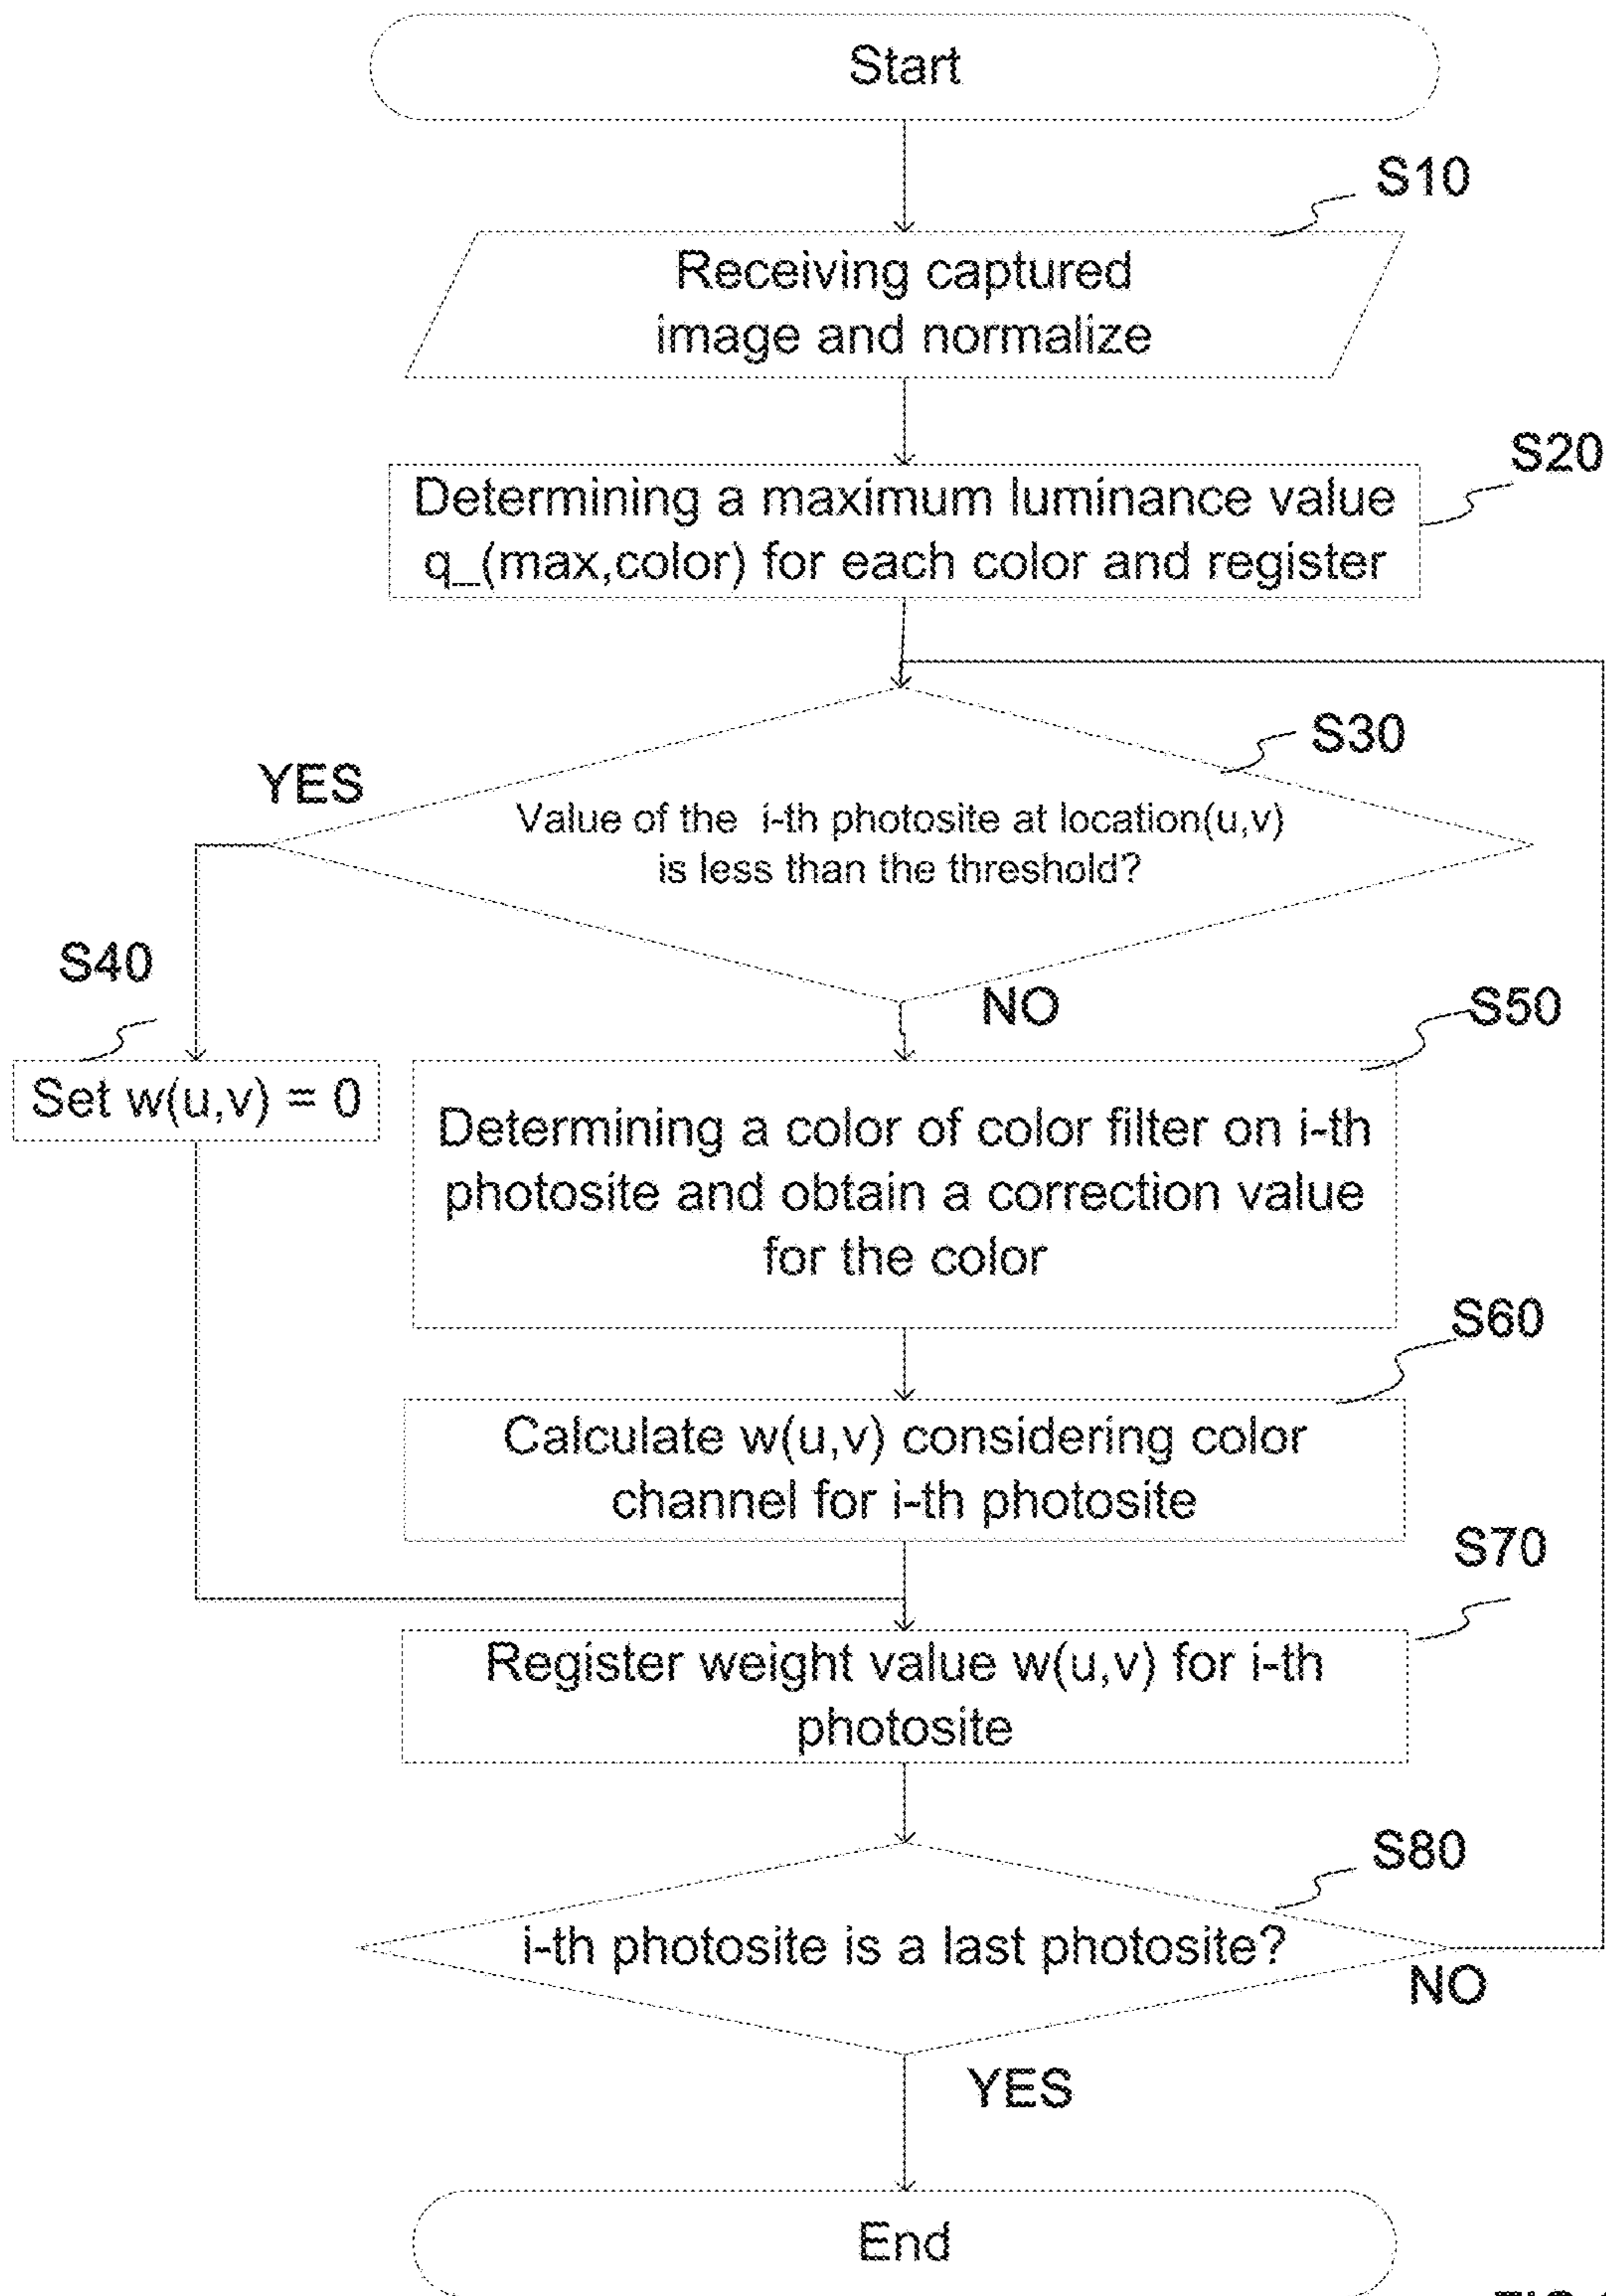 Start
S10
Receiving captured
image and normalize
S20
Determining a maximum luminance value
q_(max,color) for each color and register
S30
YES
Value of the i-th photosite at location(u,v)
is less than the threshold?
S40
NO
S50
Set w(u,v) = 0
Determining a color of color filter on i-th
photosite and obtain a correction value
for the color
S60
Calculate w(u,v) considering color
channel for i-th photosite
S70
Register weight value w(u,v) for i-th
photosite
S80
i-th photosite is a last photosite?
NO
YES
End